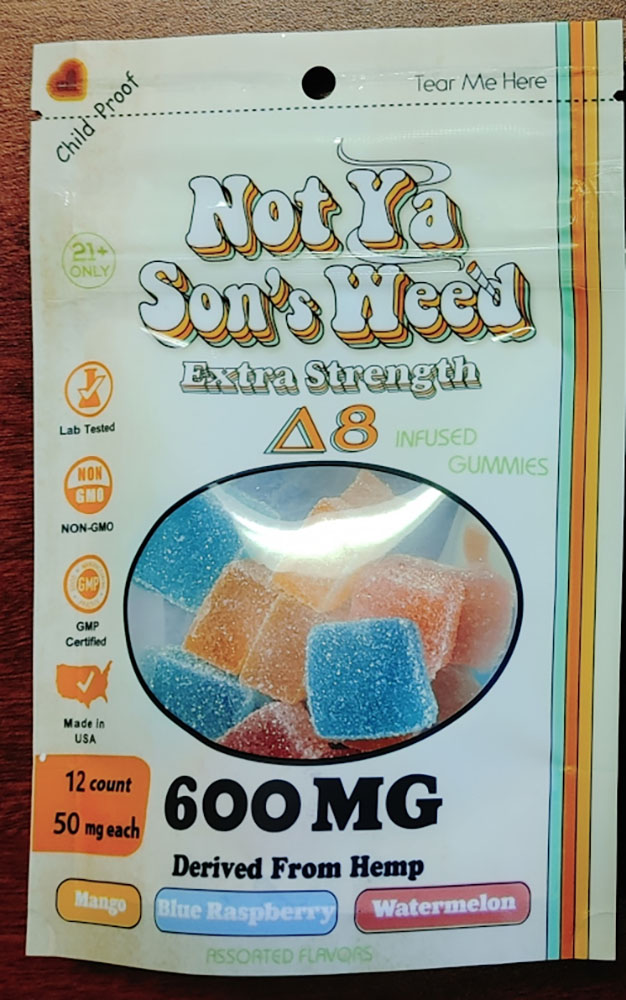 Child Proof
Tear Me Here
Not Ya
Son's Weed
Extra Strength
Δ8 INFUSED
GUMMIES
21+
ONLY
Lab Tested
NON
GMO
NON-GMO
GMP
GMP
Certified
Made in
USA
12 count
50 mg each
600 MG
Derived From Hemp
Mango
Blue Raspberry
Watermelon
ASSORTED FLAVORS